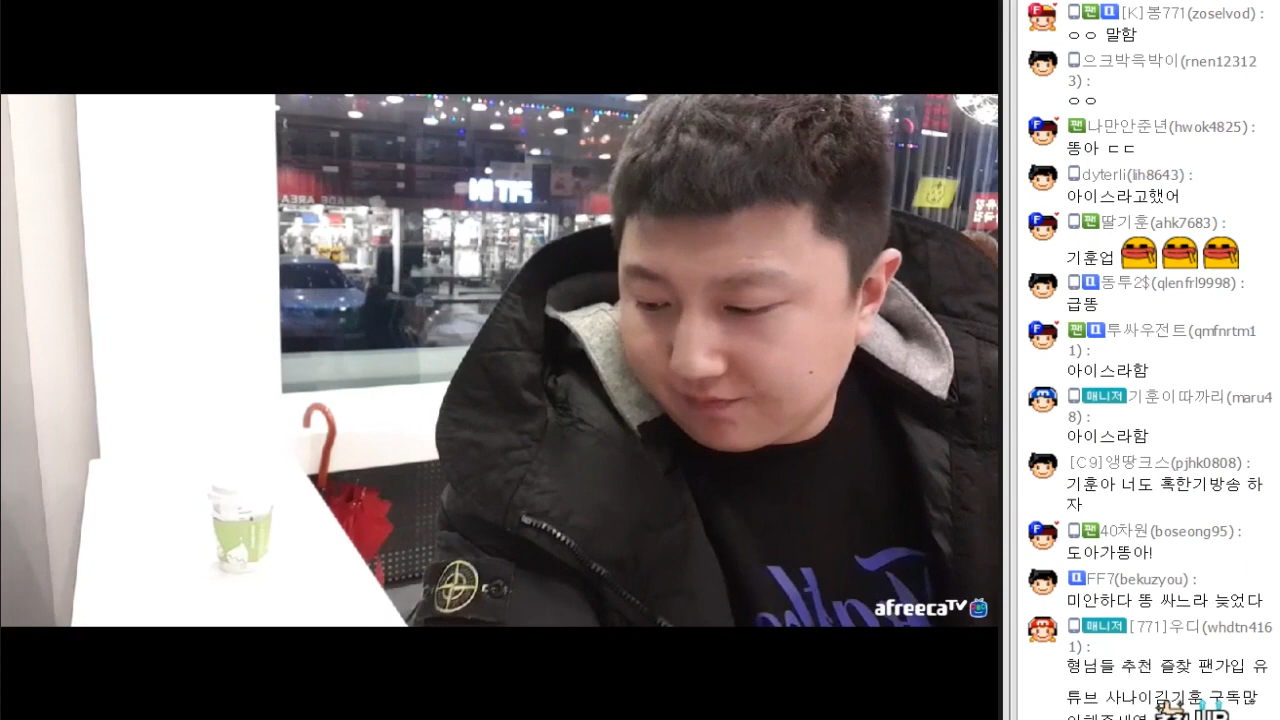 afreecaTV
팬 [K]봉771(zoselvod) :
ㅇㅇ 말함
으크박윽박이(rnen12312
3) :
ㅇㅇ
팬 나만안준년(hwok4825) :
똥아 ㄷㄷ
dyterli(lih8643) :
아이스라고했어
팬 딸기훈(ahk7683) :
기훈업
동투2$(qlenfrl9998) :
급똥
팬 투싸우전트(qmfnrtm1
1) :
아이스라함
매니저 기훈이따까리(maru4
8) :
아이스라함
[C9]앵땅크스(pjhk0808) :
기훈아 너도 혹한기방송 하
자
팬 40차원(boseong95) :
도아가똥아!
FF7(bekuzyou) :
미안하다 똥 싸느라 늦었다
매니저 [771]우디(whdtn416
1) :
형님들 추천 즐찾 팬가입 유
튜브 사나이김기훈 구독많